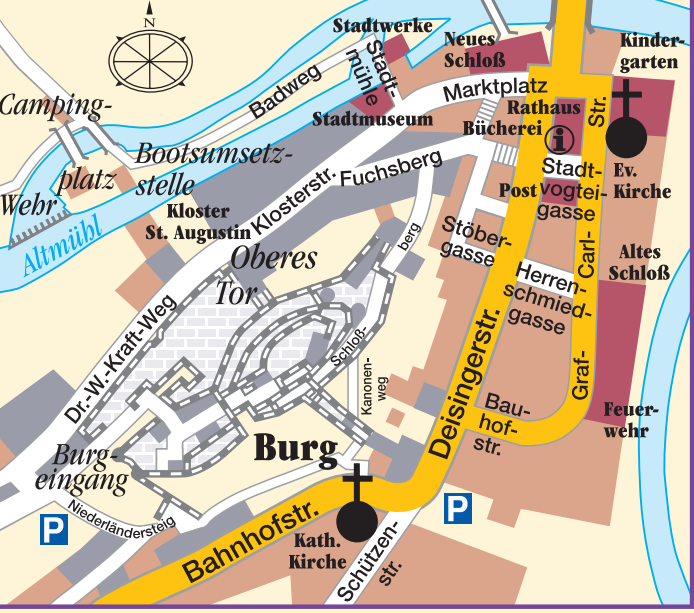 N
Stadtwerke
Neues
Schloß
Kinder-
garten
Stadt-
mühle
Badweg
Marktplatz
Camping-
platz
Stadtmuseum
Rathaus
Bücherei
i
Str.
Bootsumsetz-
stelle
Fuchsberg
Stadt-
vogtei-
gasse
Ev.
Kirche
Post
Wehr
Altmühl
Kloster
St. Augustin
Klosterstr.
Oberes
Tor
berg
Stöber-
gasse
Herren-
schmied-
gasse
Carl-
Altes
Schloß
Dr.-W.-Kraft-Weg
Schloß-
Kanonen-
weg
Deisingerstr.
Graf-
Bau-
hof-
str.
Feuer-
wehr
Burg
Burg-
eingang
P
Niederländersteig
Bahnhofstr.
P
Kath.
Kirche
Schützen-
str.